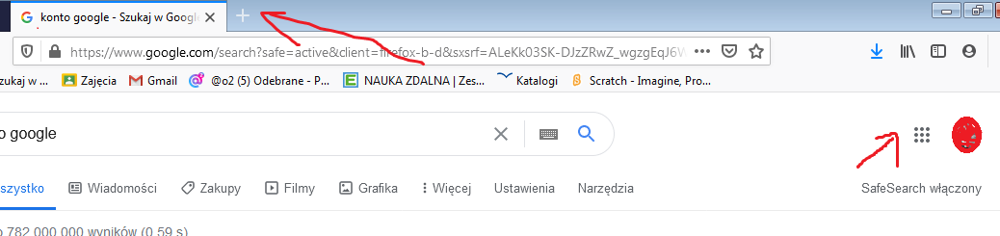 konto google - Szukaj w Google
https://www.google.com/search?safe=active&client=firefox-b-d&sxsrf=ALeKk03SK-DJzZRwZ_wgzgEqJ6W
zukaj w ... Zajęcia Gmail @o2 (5) Odebrane - P... NAUKA ZDALNA | Zes... Katalogi Scratch - Imagine, Pro...
o google
szystko Wiadomości Zakupy Filmy Grafika Więcej Ustawienia Narzędzia SafeSearch włączony
o 782 000 000 wyników (0,59 s)